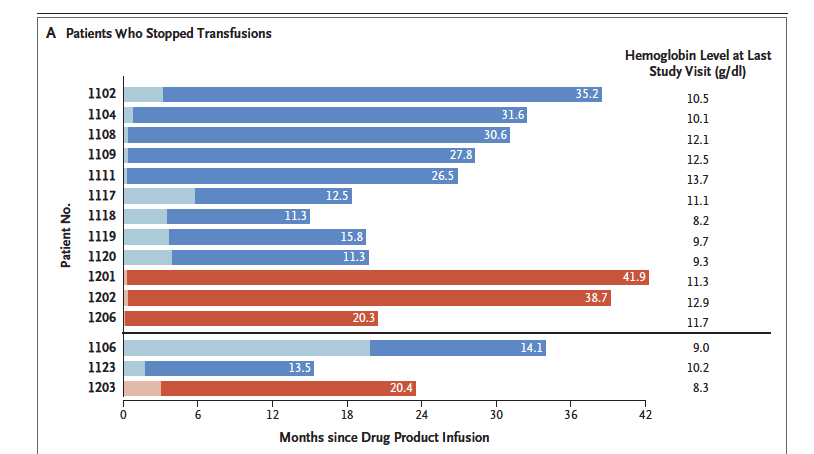 A Patients Who Stopped Transfusions
Hemoglobin Level at Last
Study Visit (g/dl)
Patient No.
1102 35.2 10.5
1104 31.6 10.1
1108 30.6 12.1
1109 27.8 12.5
1111 26.5 13.7
1117 12.5 11.1
1118 11.3 8.2
1119 15.8 9.7
1120 11.3 9.3
1201 41.9 11.3
1202 38.7 12.9
1206 20.3 11.7
1106 14.1 9.0
1123 13.5 10.2
1203 20.4 8.3
0 6 12 18 24 30 36 42
Months since Drug Product Infusion